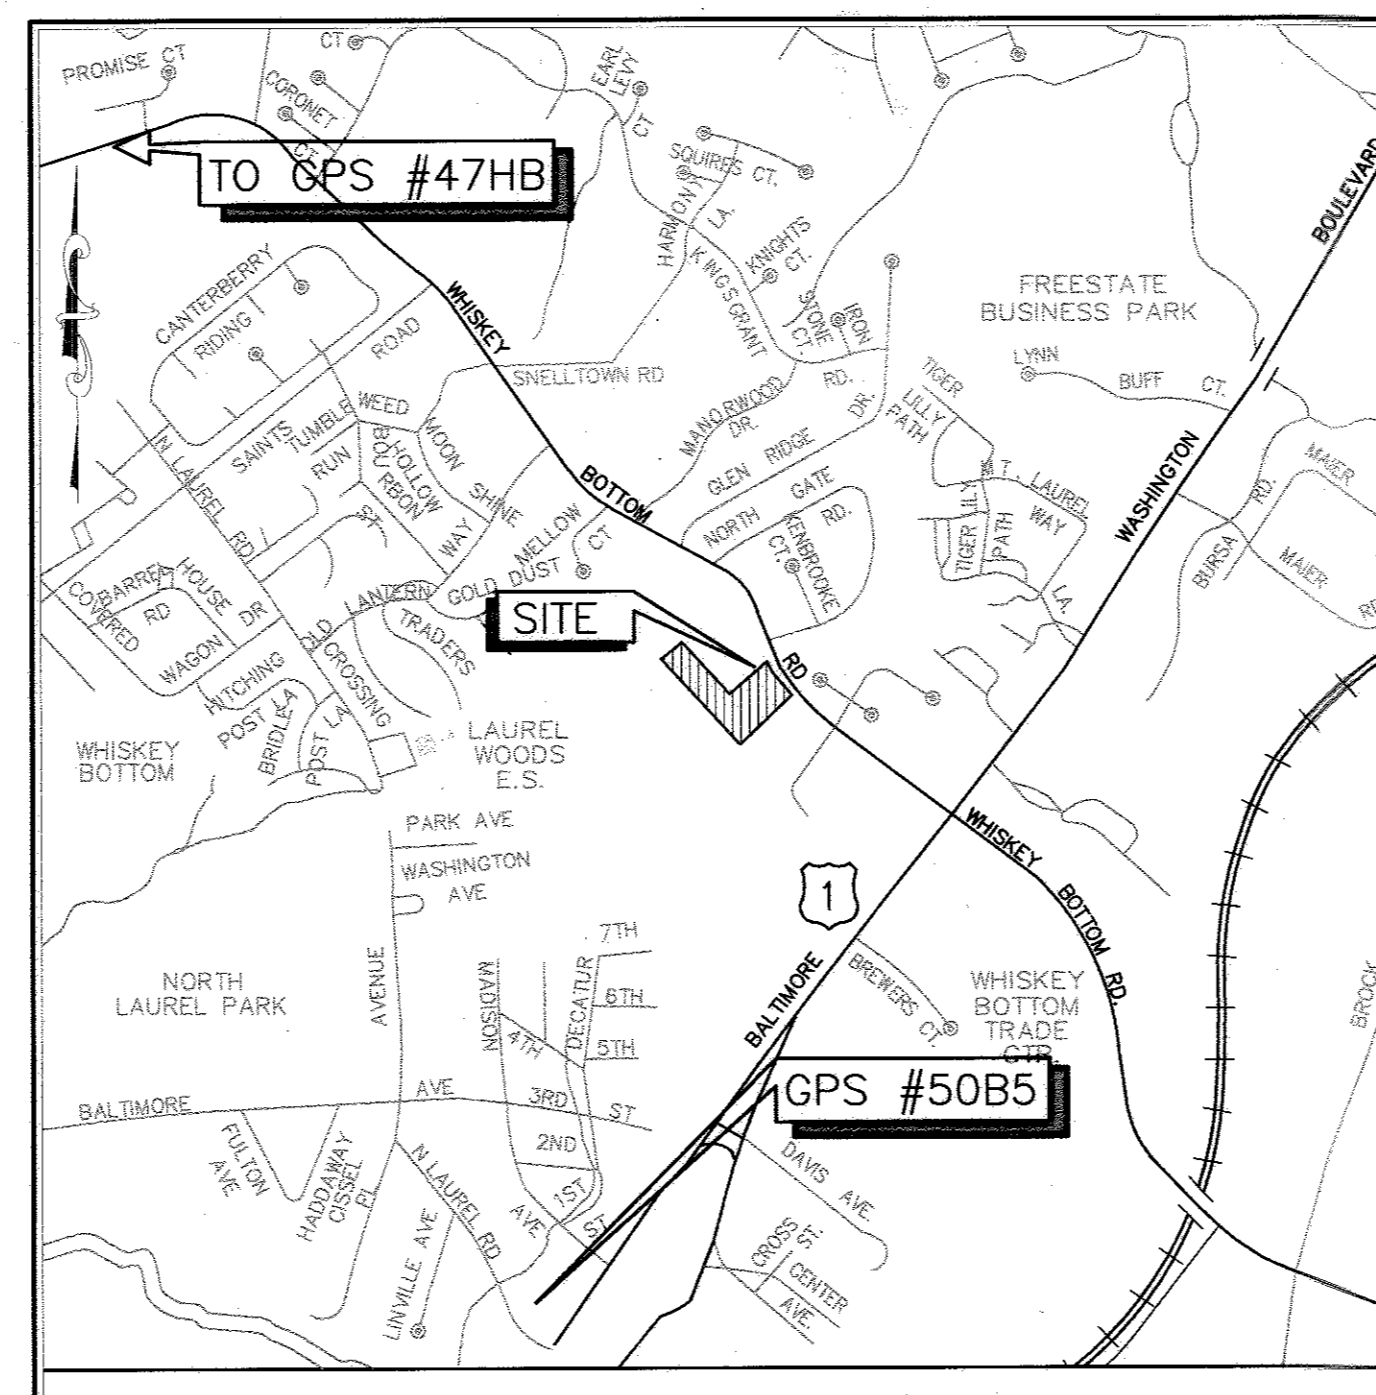 PROMISE CT
CT
CORONET
CT
EARL
LEVY
CT
SQUIRES CT.
HARMONY
LA.
KNIGHTS
CT.
KINGSGRANT
STONE
CT.
IRON
RD.
TO GPS #47HB
BOULEVARD
FREESTATE
BUSINESS PARK
LYNN
BUFF CT.
CANTERBERRY
RIDING
ROAD
WHISKEY
SNELLTOWN RD
MANORWOOD
DR.
GLEN RIDGE
DR.
TIGER
LILLY
PATH
SAINTS
TUMBLE
WEED
RUN
BOURBON
HOLLOW
MOON
SHINE
WAY
ST.
N LAUREL RD
BOTTOM
NORTH GATE
RD.
KENBROOKE
CT.
MT. LAUREL
WAY
LA.
TIGER LILY
PATH
WASHINGTON
MAIER
BURSA RD.
MAIER
RD
MELLOW
CT
GOLD DUST
COVERED
BARREL
HOUSE
RD
WAGON
DR
OLD
LANTERN
TRADERS
CROSSING
HITCHING
POST LA
BRIDLE
POST LA
SITE
RD
WHISKEY
BOTTOM
LAUREL
WOODS
E.S.
PARK AVE
WASHINGTON
AVE
WHISKEY
BOTTOM
RD.
1
BALTIMORE
BREWERS
CT.
WHISKEY
BOTTOM
TRADE
CTR.
BROCK
NORTH
LAUREL PARK
AVENUE
MADISON
DECATUR
7TH
6TH
5TH
4TH
3RD
ST
2ND
1ST
ST
AVE
GPS #50B5
BALTIMORE
AVE
FULTON
AVE
HADDAWAY
CISSEL
PL
N LAUREL RD
LINVILLE AVE
DAVIS AVE.
CROSS
ST.
CENTER
AVE.